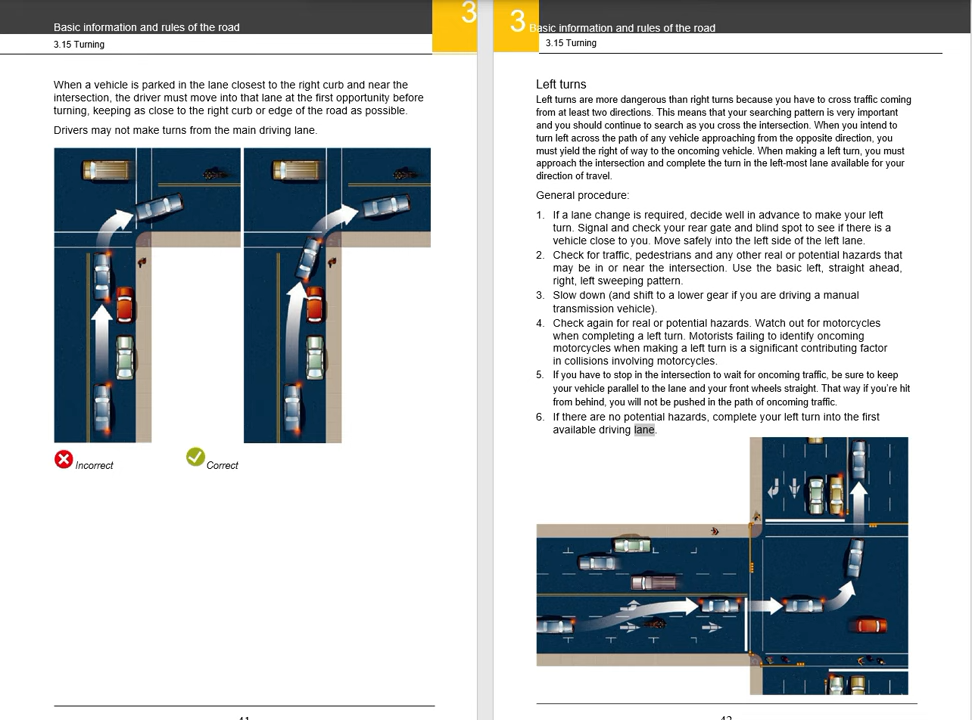 3
Basic information and rules of the road
3.15 Turning
When a vehicle is parked in the lane closest to the right curb and near the
intersection, the driver must move into that lane at the first opportunity before
turning, keeping as close to the right curb or edge of the road as possible.
Drivers may not make turns from the main driving lane.
Incorrect
Correct
3
Basic information and rules of the road
3.15 Turning
Left turns
Left turns are more dangerous than right turns because you have to cross traffic coming
from at least two directions. This means that your searching pattern is very important
and you should continue to search as you cross the intersection. When you intend to
turn left across the path of any vehicle approaching from the opposite direction, you
must yield the right of way to the oncoming vehicle. When making a left turn, you must
approach the intersection and complete the turn in the left-most lane available for your
direction of travel.
General procedure:
1. If a lane change is required, decide well in advance to make your left
turn. Signal and check your rear gate and blind spot to see if there is a
vehicle close to you. Move safely into the left side of the left lane.
2. Check for traffic, pedestrians and any other real or potential hazards that
may be in or near the intersection. Use the basic left, straight ahead,
right, left sweeping pattern.
3. Slow down (and shift to a lower gear if you are driving a manual
transmission vehicle).
4. Check again for real or potential hazards. Watch out for motorcycles
when completing a left turn. Motorists failing to identify oncoming
motorcycles when making a left turn is a significant contributing factor
in collisions involving motorcycles.
5. If you have to stop in the intersection to wait for oncoming traffic, be sure to keep
your vehicle parallel to the lane and your front wheels straight. That way if you're hit
from behind, you will not be pushed in the path of oncoming traffic.
6. If there are no potential hazards, complete your left turn into the first
available driving lane.